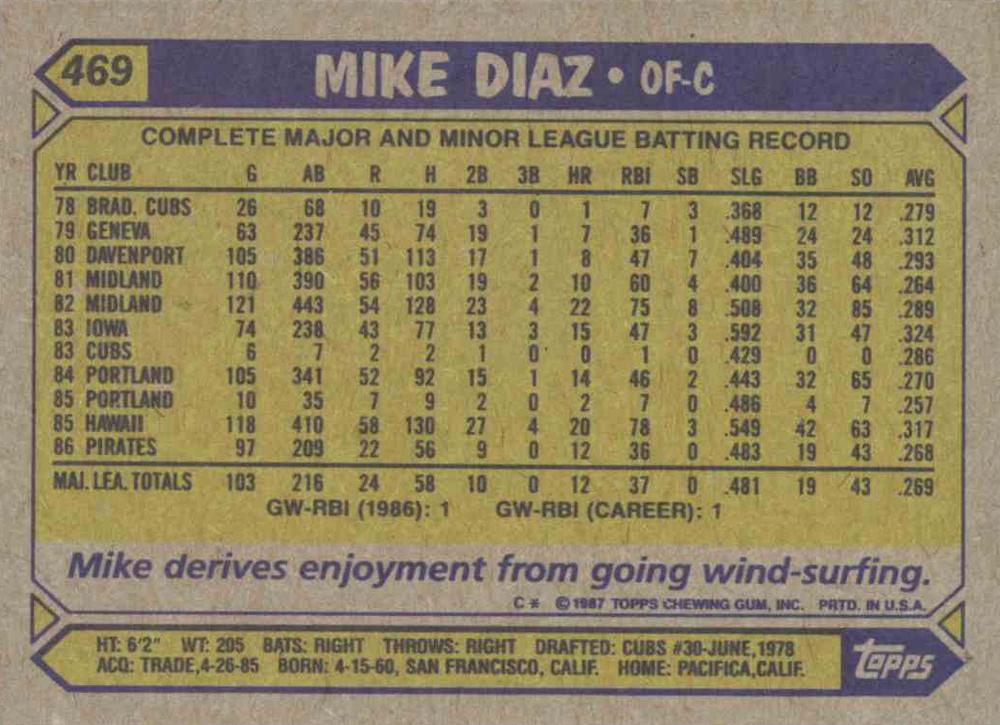 469
MIKE DIAZ • OF-C
COMPLETE MAJOR AND MINOR LEAGUE BATTING RECORD
YR CLUB G AB R H 2B 3B HR RBI SB SLG BB SO AVG
78 BRAD. CUBS 26 68 10 19 3 0 1 7 3 .368 12 12 .279
79 GENEVA 63 237 45 74 19 1 7 36 1 .489 24 24 .312
80 DAVENPORT 105 386 51 113 17 1 8 47 7 .404 35 48 .293
81 MIDLAND 110 390 56 103 19 2 10 60 4 .400 36 64 .264
82 MIDLAND 121 443 54 128 23 4 22 75 8 .508 32 85 .289
83 IOWA 74 238 43 77 13 3 15 47 3 .592 31 47 .324
83 CUBS 6 7 2 2 1 0 0 1 0 .429 0 0 .286
84 PORTLAND 105 341 52 92 15 1 14 46 2 .443 32 65 .270
85 PORTLAND 10 35 7 9 2 0 2 7 0 .486 4 7 .257
85 HAWAII 118 410 58 130 27 4 20 78 3 .549 42 63 .317
86 PIRATES 97 209 22 56 9 0 12 36 0 .483 19 43 .268
MAJ. LEA. TOTALS 103 216 24 58 10 0 12 37 0 .481 19 43 .269
GW-RBI (1986): 1 GW-RBI (CAREER): 1
Mike derives enjoyment from going wind-surfing.
C* ©1987 TOPPS CHEWING GUM, INC. PRTD. IN U.S.A.
HT: 6'2" WT: 205 BATS: RIGHT THROWS: RIGHT DRAFTED: CUBS #30-JUNE,1978
ACQ: TRADE,4-26-85 BORN: 4-15-60, SAN FRANCISCO, CALIF. HOME: PACIFICA,CALIF.
topps